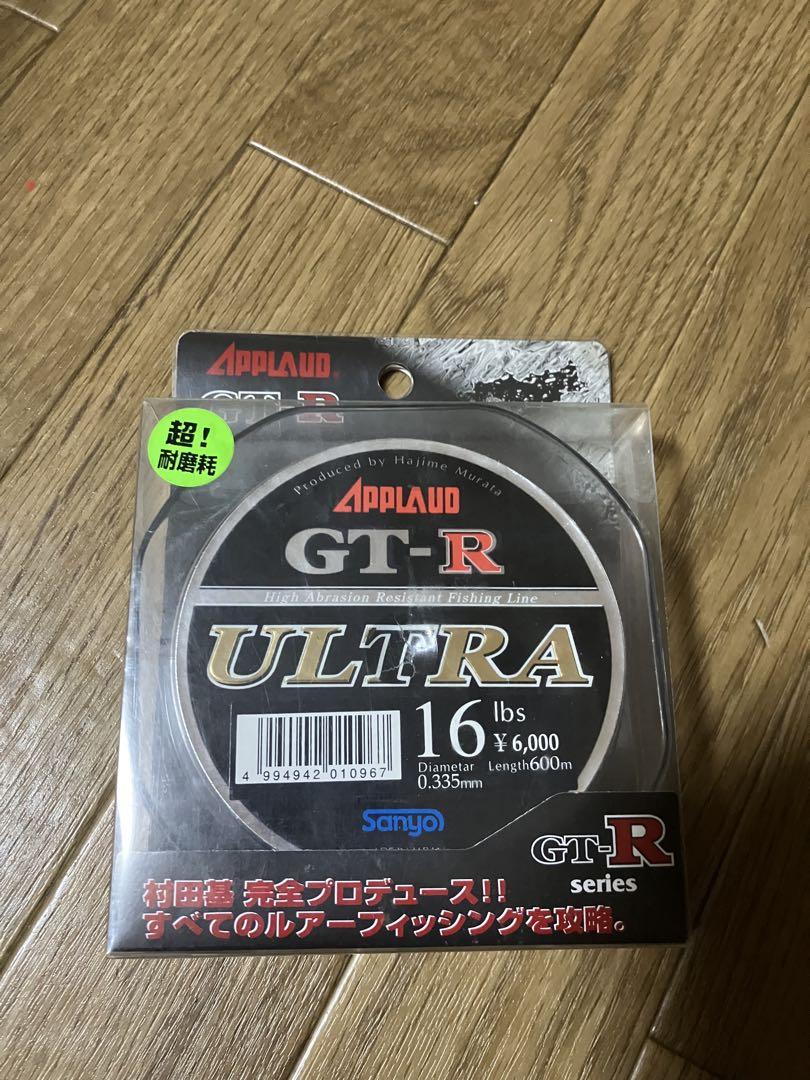 APPLAUD
GT-R
超!
耐磨耗
Produced by Hajime Murata
APPLAUD
GT-R
High Abrasion Resistant Fishing Line
ULTRA
16 lbs
¥6,000
Diametar Length600m
0.335mm
4 994942 010967
Sanyo
GT-R
series
村田基 完全プロデュース!!
すべてのルアーフィッシングを攻略。